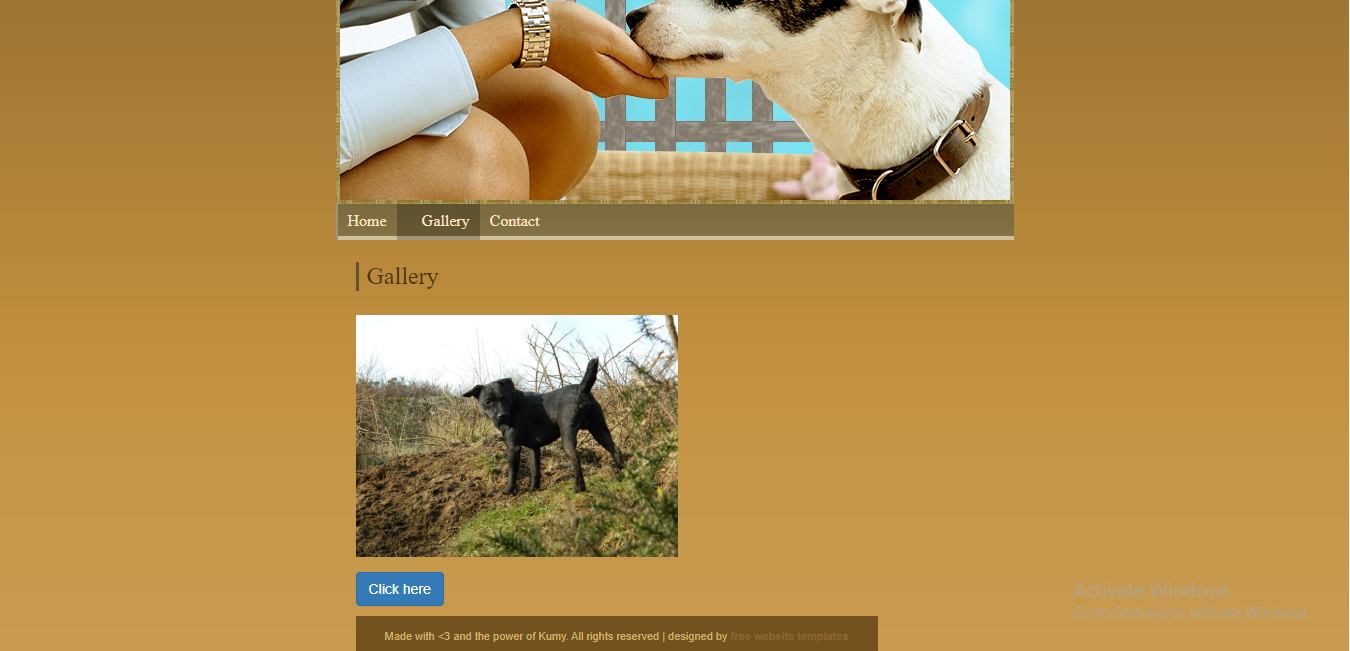 Home Gallery Contact
Gallery
Click here
Activate Windows
Go to Settings to activate Windows.
Made with <3 and the power of Kumy. All rights reserved | designed by free website templates